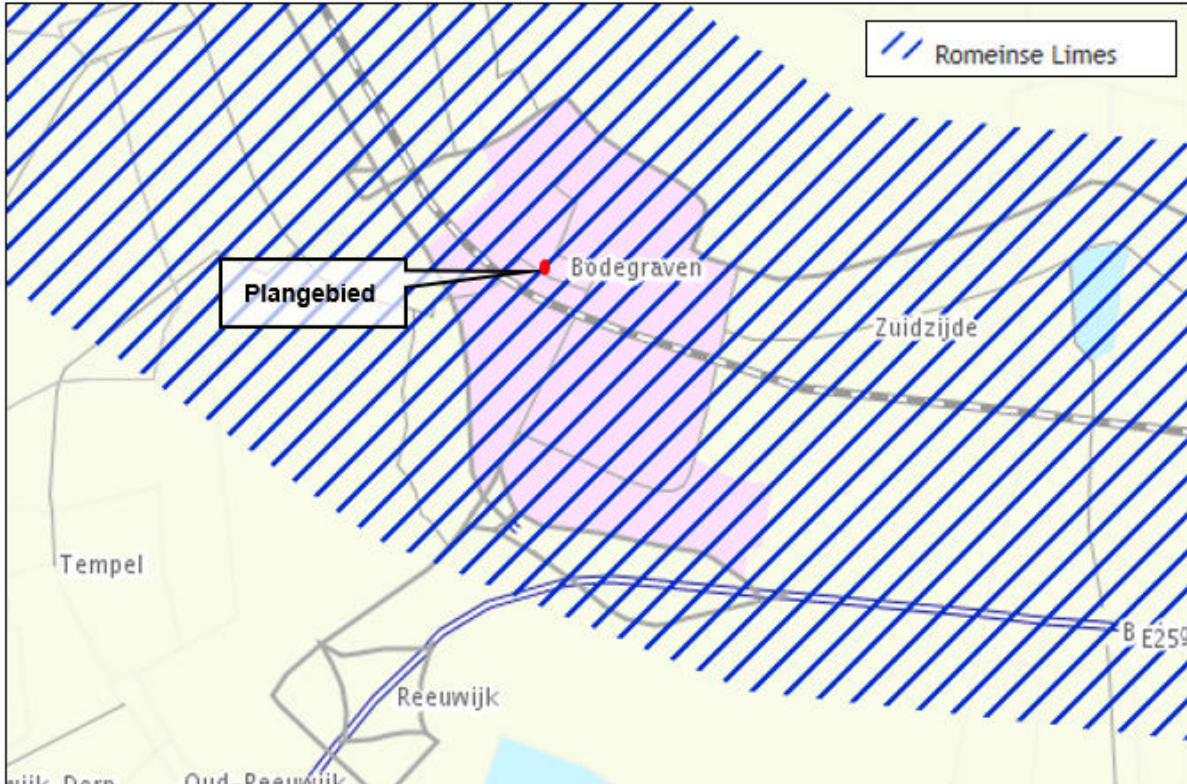 Romeinse Limes
Bodegraven
Plangebied
Zuidzijde
Tempel
E25
Reeuwijk
Oud-Reeuwijk